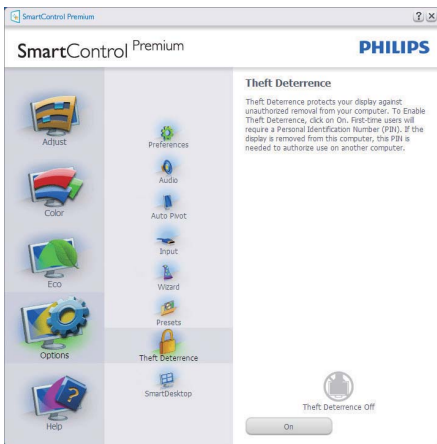 SmartControl Premium
? X
SmartControl Premium
PHILIPS
Adjust
Color
Eco
Options
Help
Preferences
Audio
Auto Pivot
Input
Wizard
Presets
Theft Deterrence
SmartDesktop
Theft Deterrence
Theft Deterrence protects your display against
unauthorized removal from your computer. To Enable
Theft Deterrence, click on On. First-time users will
require a Personal Identification Number (PIN). If the
display is removed from this computer, this PIN is
needed to authorize use on another computer.
Theft Deterrence Off
On